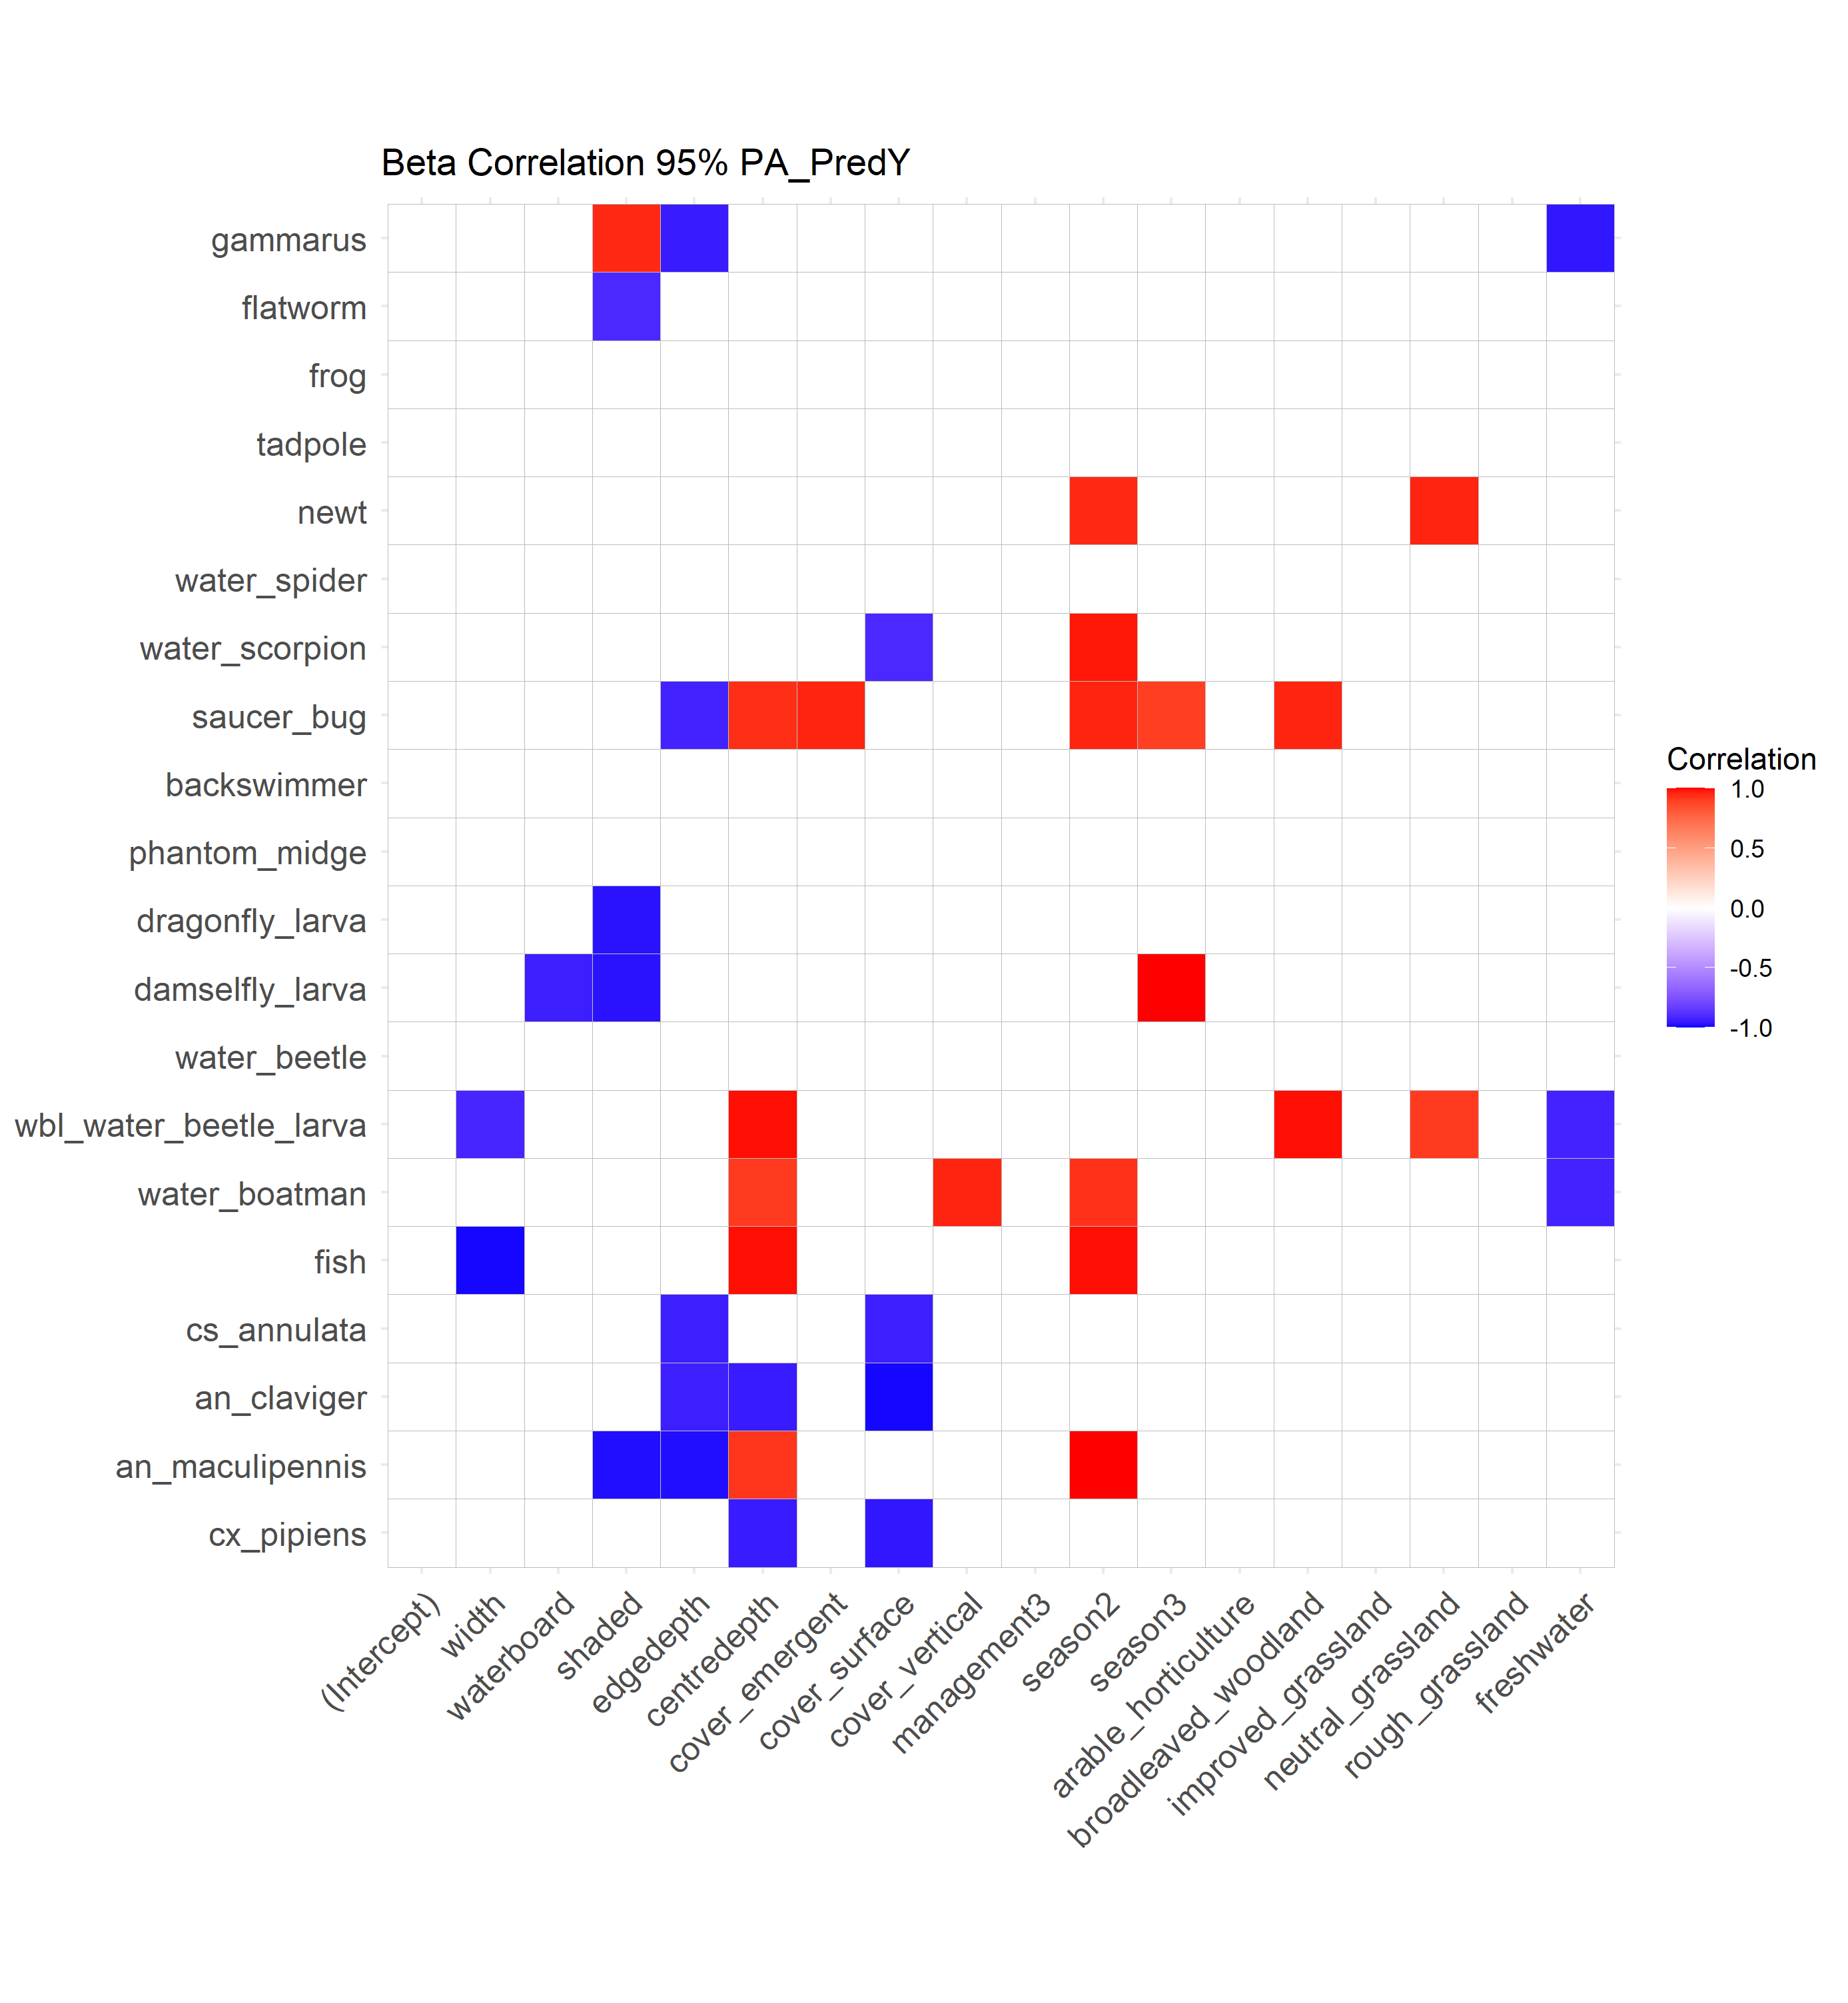 Beta Correlation 95% PA_PredY
gammarus
flatworm
frog
tadpole
newt
water_spider
water_scorpion
saucer_bug
backswimmer
phantom_midge
dragonfly_larva
damselfly_larva
water_beetle
wbl_water_beetle_larva
water_boatman
fish
cs_annulata
an_claviger
an_maculipennis
cx_pipiens
(Intercept)
width
waterboard
shaded
edgedepth
centredepth
cover_emergent
cover_surface
cover_vertical
management3
season2
season3
arable_horticulture
broadleaved_woodland
improved_grassland
neutral_grassland
rough_grassland
freshwater
Correlation
1.0
0.5
0.0
-0.5
-1.0